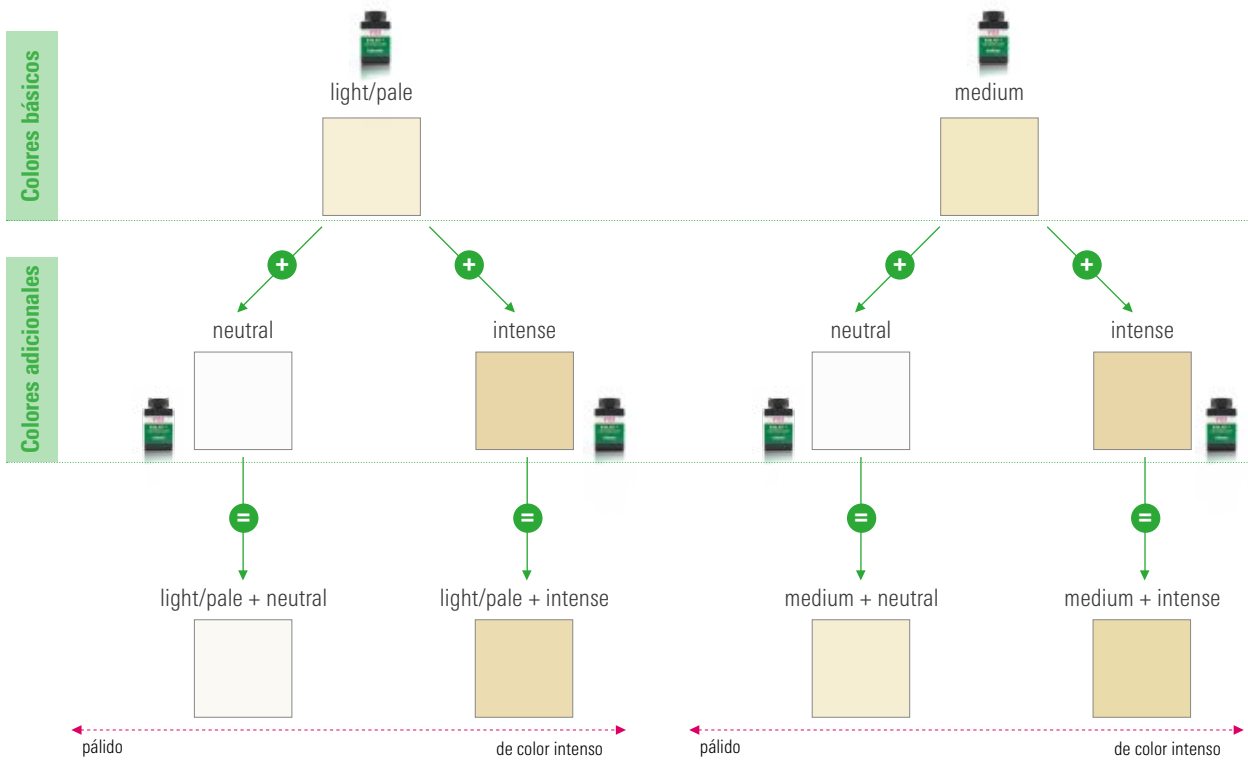 Colores básicos
light/pale
medium
+
+
+
+
Colores adicionales
neutral
intense
neutral
intense
=
=
=
=
light/pale + neutral
light/pale + intense
medium + neutral
medium + intense
pálido
de color intenso
pálido
de color intenso